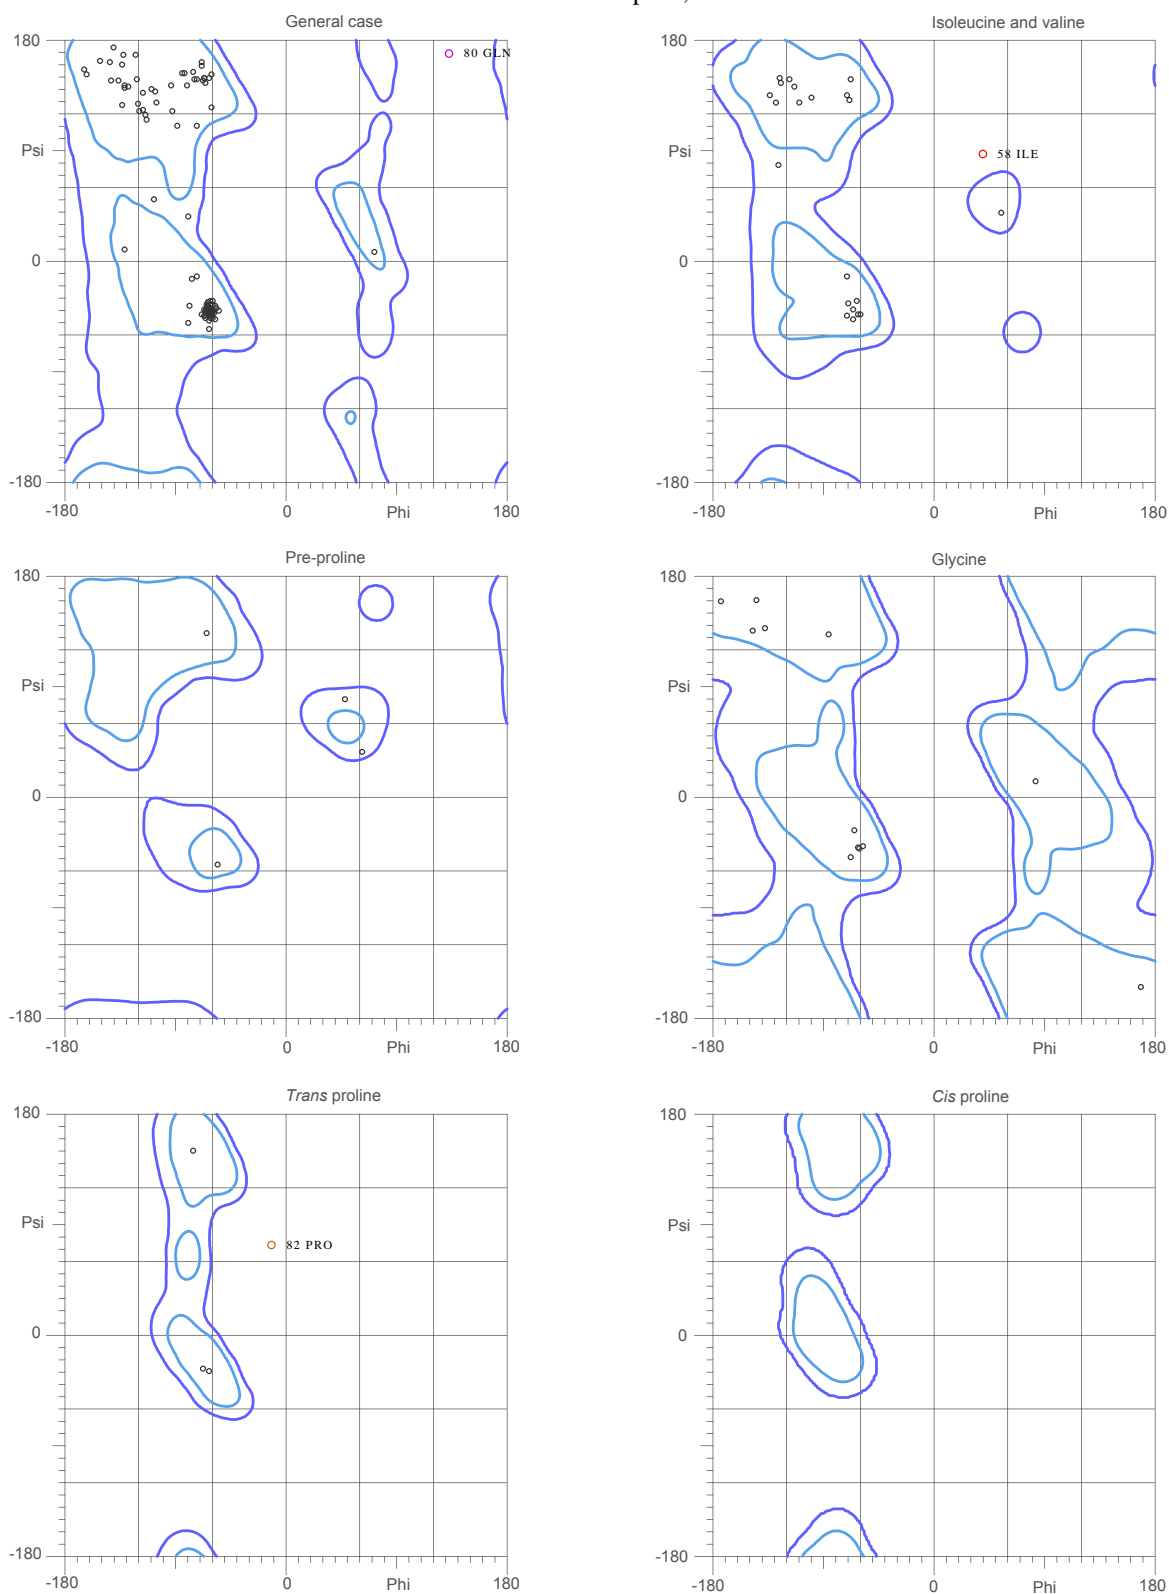 General case
180
80 GLN
Psi
0
-180
-180
0
Phi
180
Isoleucine and valine
180
Psi
58 ILE
0
-180
-180
0
Phi
180
Pre-proline
180
Psi
0
-180
-180
0
Phi
180
Glycine
180
Psi
0
-180
-180
0
Phi
180
Trans proline
180
Psi
82 PRO
0
-180
-180
0
Phi
180
Cis proline
180
Psi
0
-180
-180
0
Phi
180